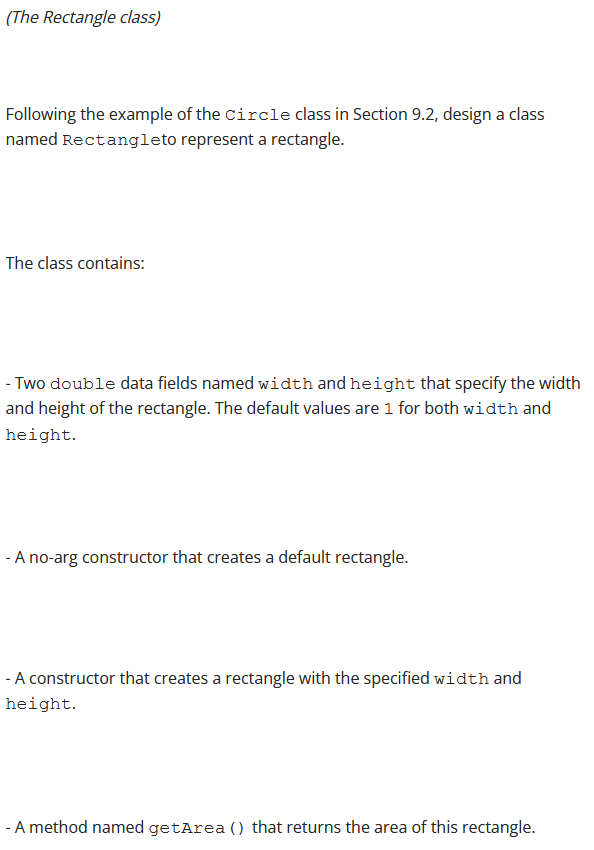 (The Rectangle class)
Following the example of the Circle class in Section 9.2, design a class
named Rectangleto represent a rectangle.
The class contains:
- Two double data fields named width and height that specify the width
and height of the rectangle. The default values are 1 for both width and
height.
- A no-arg constructor that creates a default rectangle.
- A constructor that creates a rectangle with the specified width and
height.
- A method named getArea() that returns the area of this rectangle.